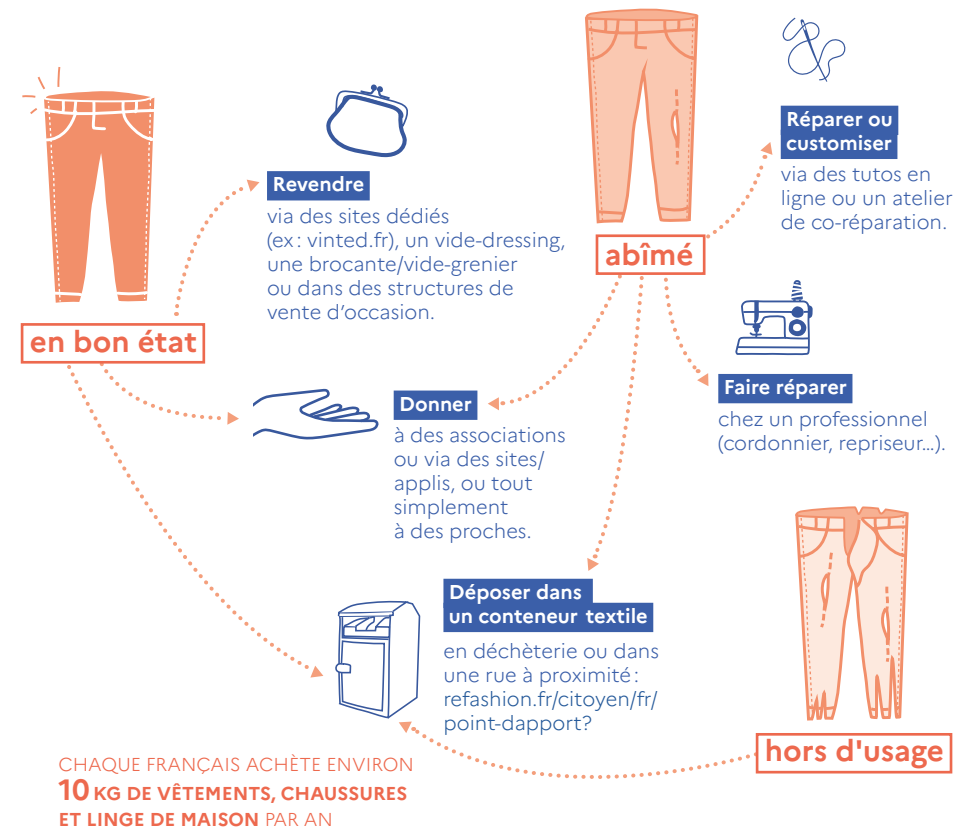 en bon état
Revendre
via des sites dédiés
(ex : vinted.fr), un vide-dressing,
une brocante/vide-grenier
ou dans des structures de
vente d'occasion.
Donner
à des associations
ou via des sites/
applis, ou tout
simplement
à des proches.
abîmé
Réparer ou
customiser
via des tutos en
ligne ou un atelier
de co-réparation.
Faire réparer
chez un professionnel
(cordonnier, repriseur…).
Déposer dans
un conteneur textile
en déchèterie ou dans
une rue à proximité :
refashion.fr/citoyen/fr/
point-dapport?
hors d'usage
CHAQUE FRANÇAIS ACHÈTE ENVIRON
10 KG DE VÊTEMENTS, CHAUSSURES
ET LINGE DE MAISON PAR AN